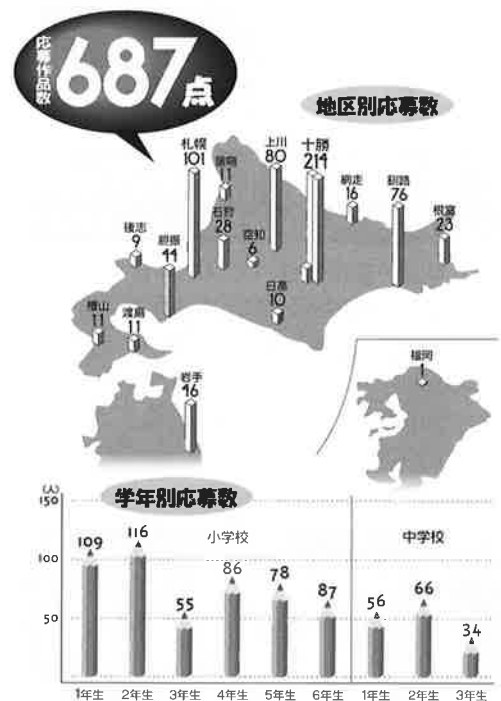 応募作品数
687点
地区別応募数
札幌
101
11
上川
80
十勝
214
網走
16
釧路
76
根室
23
石狩
28
空知
6
後志
9
胆振
44
日高
10
檜山
11
渡島
11
岩手
46
福岡
1
学年別応募数
(人)
150
100
50
小学校
中学校
109
116
55
86
78
87
56
66
34
1年生
2年生
3年生
4年生
5年生
6年生
1年生
2年生
3年生